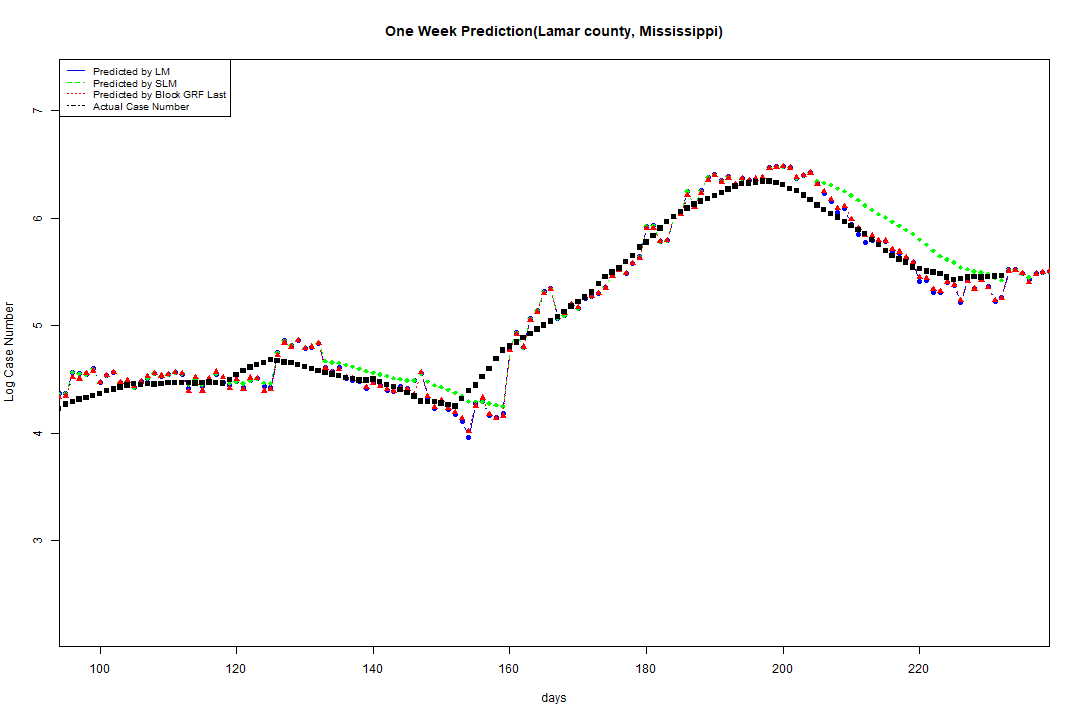 One Week Prediction(Lamar county, Mississippi)
Predicted by LM
Predicted by SLM
Predicted by Block GRF Last
Actual Case Number
7
6
5
4
3
Log Case Number
100 120 140 160 180 200 220
days